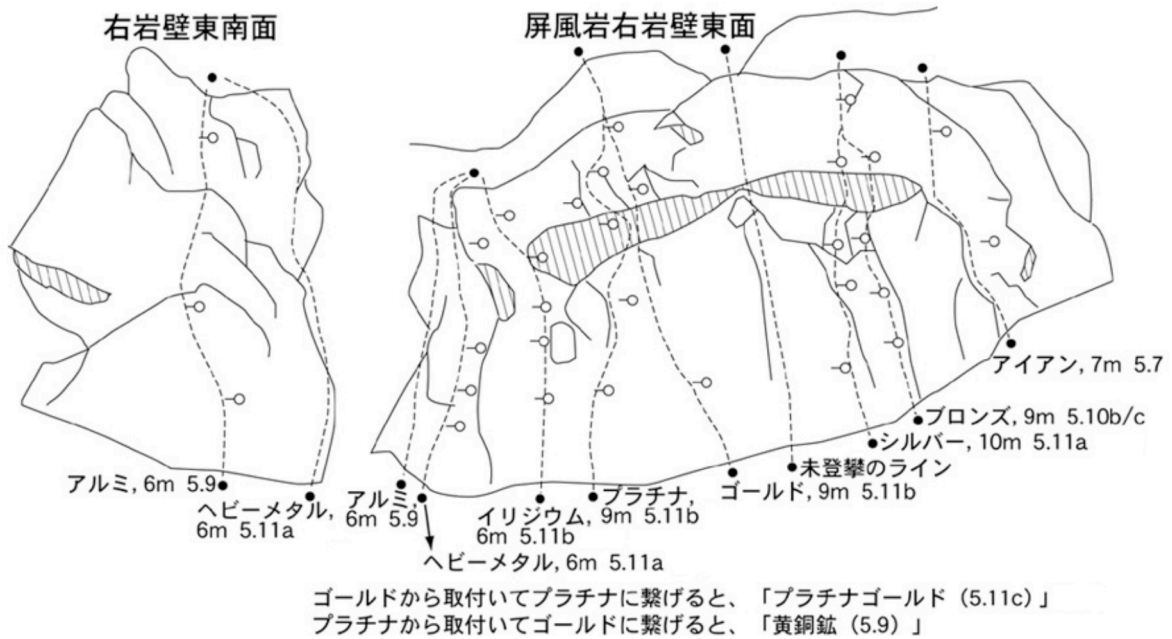 右岩壁東南面
屏風岩右岩壁東面
アイアン, 7m 5.7
ブロンズ, 9m 5.10b/c
シルバー, 10m 5.11a
未登攀のライン
ゴールド, 9m 5.11b
プラチナ,
9m 5.11b
イリジウム,
6m 5.11b
アルミ,
6m 5.9
ヘビーメタル, 6m 5.11a
アルミ, 6m 5.9
ヘビーメタル,
6m 5.11a
ゴールドから取付いてプラチナに繋げると、「プラチナゴールド（5.11c）」
プラチナから取付いてゴールドに繋げると、「黄銅鉱（5.9）」